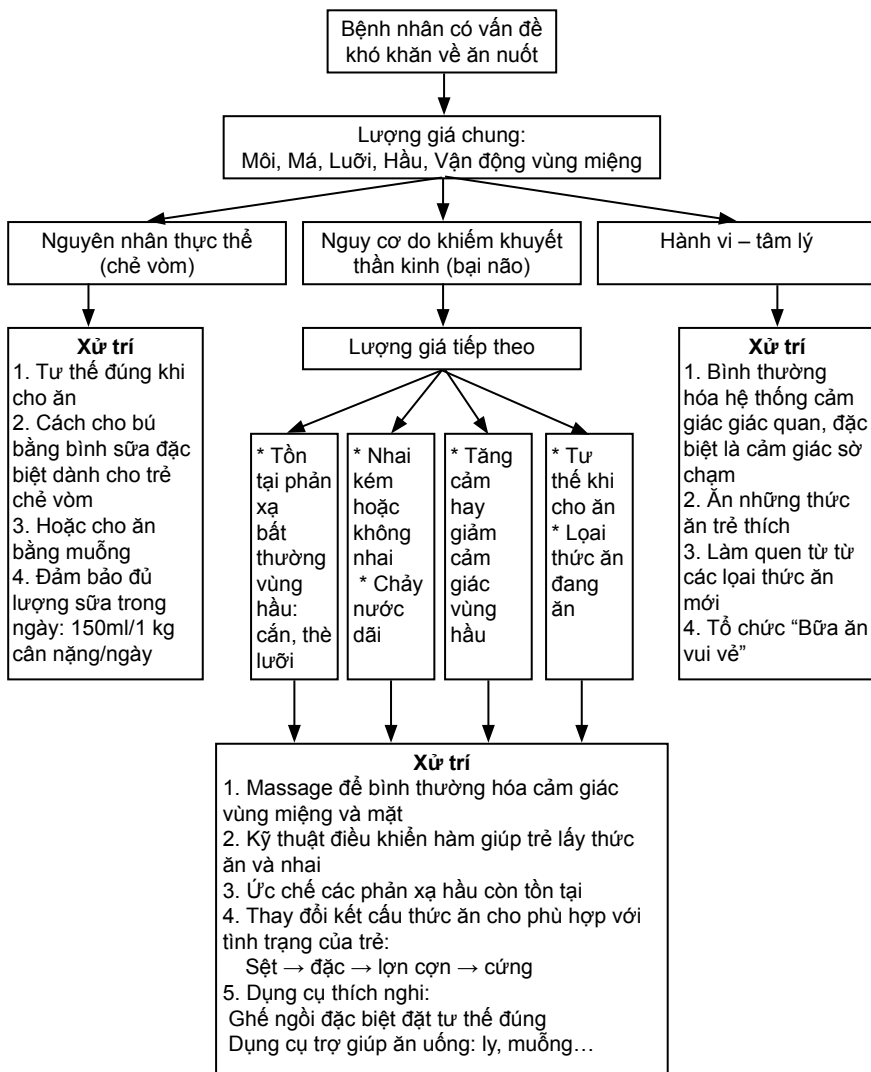 Bệnh nhân có vấn đề
khó khăn về ăn nuốt
Lượng giá chung:
Môi, Má, Luỡi, Hầu, Vận động vùng miệng
Nguyên nhân thực thể
(chẻ vòm)
Nguy cơ do khiếm khuyết
thần kinh (bại não)
Hành vi – tâm lý
Xử trí
1. Tư thế đúng khi
cho ăn
2. Cách cho bú
bằng bình sữa đặc
biệt dành cho trẻ
chẻ vòm
3. Hoặc cho ăn
bằng muỗng
4. Đảm bảo đủ
lượng sữa trong
ngày: 150ml/1 kg
cân nặng/ngày
Lượng giá tiếp theo
* Tồn
tại phản
xạ
bất
thường
vùng
hầu:
cắn, thè
lưỡi
* Nhai
kém
hoặc
không
nhai
* Chảy
nước
dãi
* Tăng
cảm
hay
giảm
cảm
giác
vùng
hầu
* Tư
thế khi
cho ăn
* Lọai
thức ăn
đang
ăn
Xử trí
1. Bình thường
hóa hệ thống cảm
giác giác quan, đặc
biệt là cảm giác sờ
chạm
2. Ăn những thức
ăn trẻ thích
3. Làm quen từ từ
các lọai thức ăn
mới
4. Tổ chức “Bữa ăn
vui vẻ”
Xử trí
1. Massage để bình thường hóa cảm giác
vùng miệng và mặt
2. Kỹ thuật điều khiển hàm giúp trẻ lấy thức
ăn và nhai
3. Ức chế các phản xạ hầu còn tồn tại
4. Thay đổi kết cấu thức ăn cho phù hợp với
tình trạng của trẻ:
Sệt → đặc → lợn cợn → cứng
5. Dụng cụ thích nghi:
Ghế ngồi đặc biệt đặt tư thế đúng
Dụng cụ trợ giúp ăn uống: ly, muỗng…